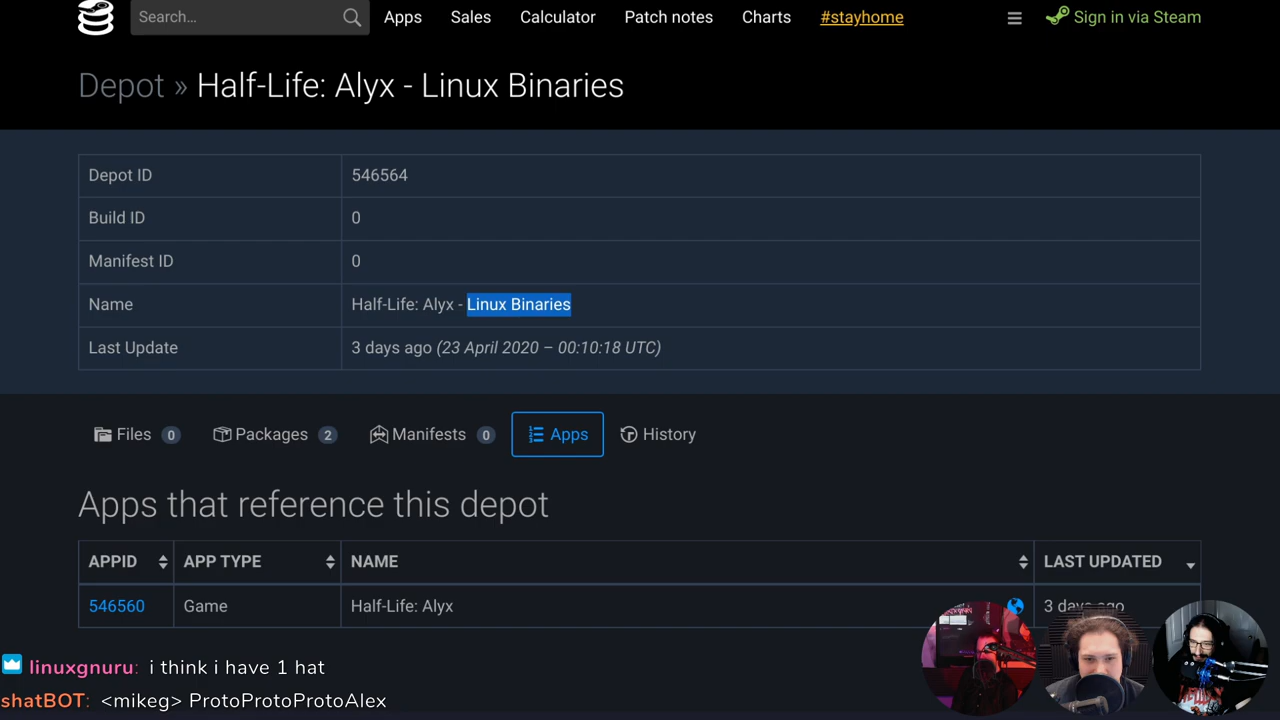 Search... Apps Sales Calculator Patch notes Charts #stayhome Sign in via Steam
Depot » Half-Life: Alyx - Linux Binaries
Depot ID 546564
Build ID 0
Manifest ID 0
Name Half-Life: Alyx - Linux Binaries
Last Update 3 days ago (23 April 2020 – 00:10:18 UTC)
Files 0 Packages 2 Manifests 0 Apps History
Apps that reference this depot
APPID APP TYPE NAME LAST UPDATED
546560 Game Half-Life: Alyx 3 days ago
linuxgnuru: i think i have 1 hat
shatBOT: <mikeg> ProtoProtoProtoAlex